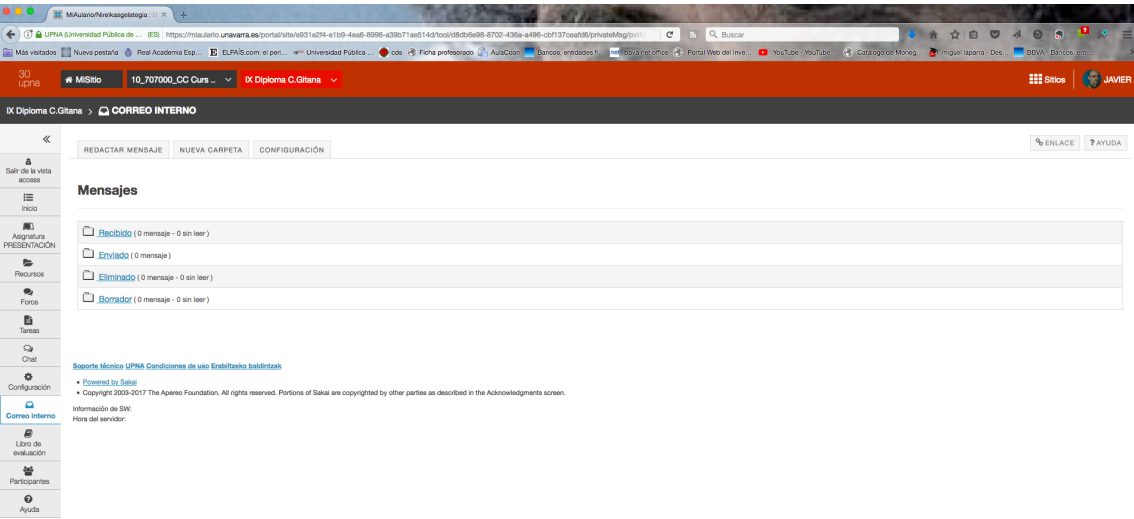 MiAulario/Nireikasgelategia : U
UPNA (Universidad Pública de ... (ES)
https://miaulario.unavarra.es/portal/site/e931e2f4-e1b9-4ea6-8996-a39b71ae514d/tool/d8db6e98-8702-436a-a496-cbf137ceafd6/privateMsg/pvtM
Buscar
Más visitados
Nueva pestaña
Real Academia Esp...
ELPAÍS.com: el peri...
Universidad Pública ...
cds
Ficha profesorado
AulaCoan
Bancos, entidades fi...
bbva net office
Portal Web del Inve...
YouTube - YouTube
Catálogo de Monog...
miguel laparra - Des...
BBVA - Bancos, enti
30
upna
MiSitio
10_707000_CC Curs ..
IX Diploma C.Gitana
Sitios
JAVIER
IX Diploma C.Gitana > CORREO INTERNO
Salir de la vista
access
Inicio
Asignatura
PRESENTACIÓN
Recursos
Foros
Tareas
Chat
Configuración
Correo interno
Libro de
evaluación
Participantes
Ayuda
REDACTAR MENSAJE
NUEVA CARPETA
CONFIGURACIÓN
ENLACE
? AYUDA
Mensajes
Recibido ( 0 mensaje - 0 sin leer )
Enviado ( 0 mensaje )
Eliminado ( 0 mensaje - 0 sin leer )
Borrador ( 0 mensaje - 0 sin leer )
Soporte técnico UPNA Condiciones de uso Erabiltzeko baldintzak
• Powered by Sakai
• Copyright 2003-2017 The Apereo Foundation. All rights reserved. Portions of Sakai are copyrighted by other parties as described in the Acknowledgments screen.
Información de SW:
Hora del servidor: